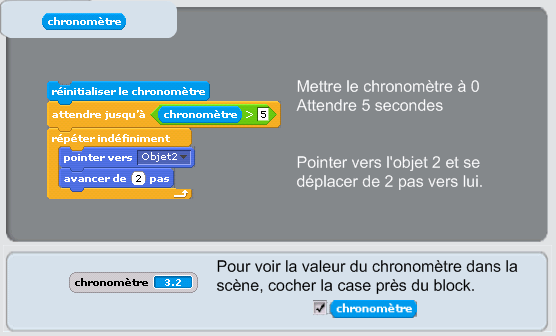 chronomètre
réinitialiser le chronomètre
attendre jusqu'à chronomètre > 5
répéter indéfiniment
pointer vers Objet2
avancer de 2 pas
Mettre le chronomètre à 0
Attendre 5 secondes
Pointer vers l'objet 2 et se
déplacer de 2 pas vers lui.
chronomètre 3.2
Pour voir la valeur du chronomètre dans la
scène, cocher la case près du block.
chronomètre